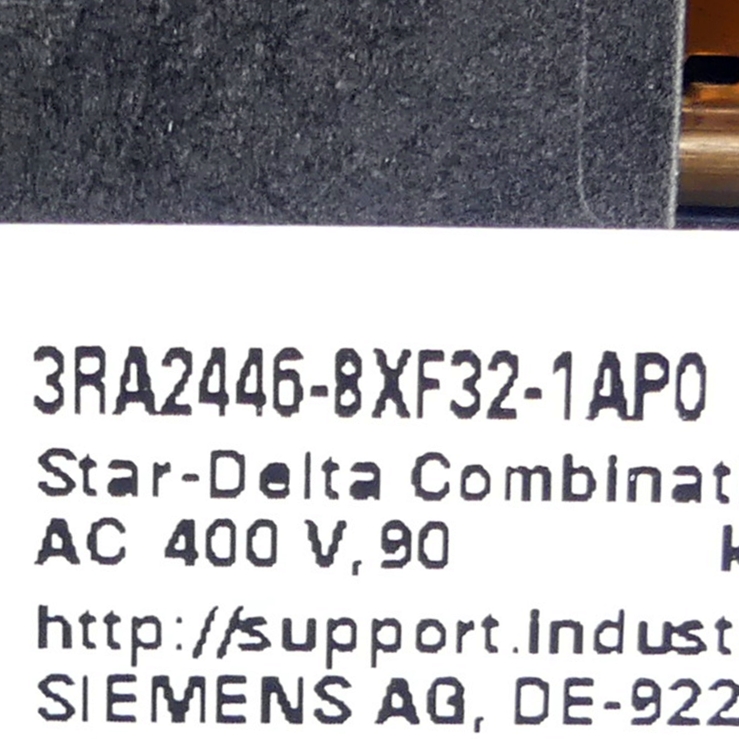 3RA2446-8XF32-1AP0
Star-Delta Combinat
AC 400 V, 90 k
http://support.indust
SIEMENS AG, DE-922